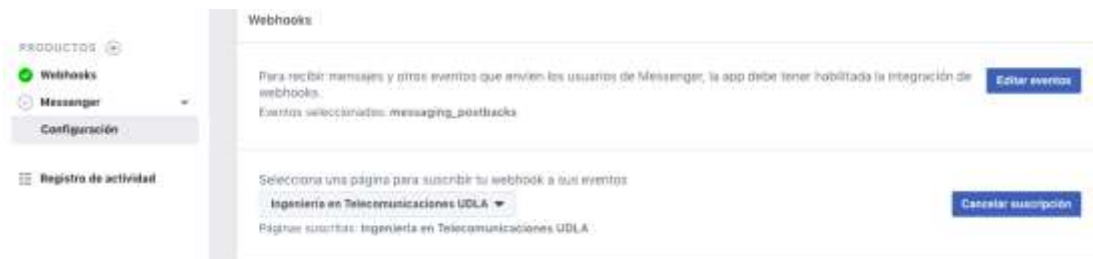 Webhooks
PRODUCTOS
Webhooks
Messenger
Configuración
Registro de actividad
Para recibir mensajes y otros eventos que envíen los usuarios de Messenger, la app debe tener habilitada la integración de
webhooks.
Eventos seleccionados: messaging_postbacks
Editar eventos
Selecciona una página para suscribir tu webhook a sus eventos
Ingeniería en Telecomunicaciones UDLA
Páginas suscritas: Ingeniería en Telecomunicaciones UDLA
Cancelar suscripción